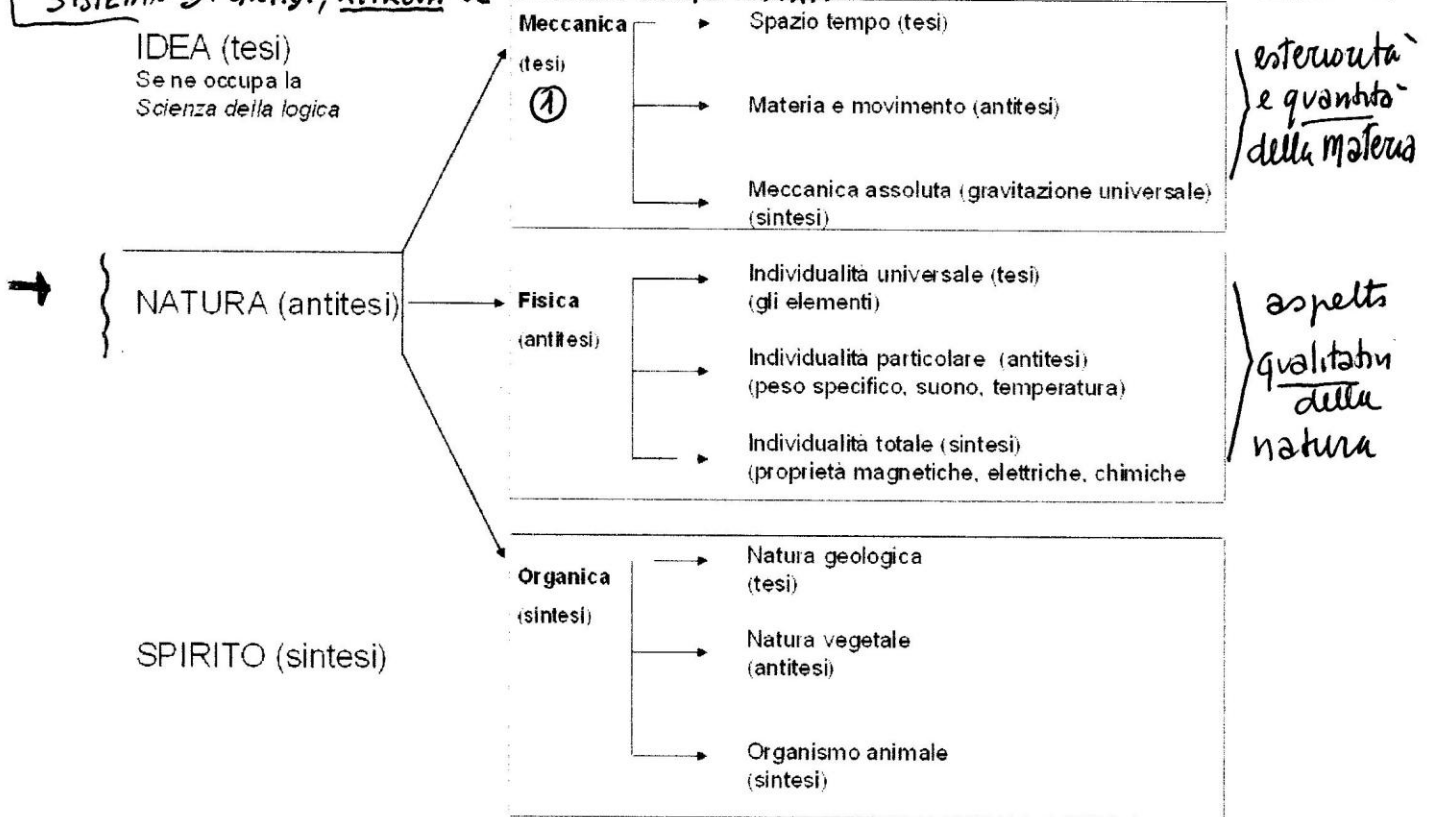 SISTEMA DI
IDEA (tesi)
Se ne occupa la
Scienza della logica
NATURA (antitesi)
SPIRITO (sintesi)
Meccanica
(tesi)
1
Spazio tempo (tesi)
Materia e movimento (antitesi)
Meccanica assoluta (gravitazione universale)
(sintesi)
esteriorità
e quantità
della materia
Fisica
(antitesi)
Individualità universale (tesi)
(gli elementi)
Individualità particolare (antitesi)
(peso specifico, suono, temperatura)
Individualità totale (sintesi)
(proprietà magnetiche, elettriche, chimiche
aspetto
della
natura
Organica
(sintesi)
Natura geologica
(tesi)
Natura vegetale
(antitesi)
Organismo animale
(sintesi)